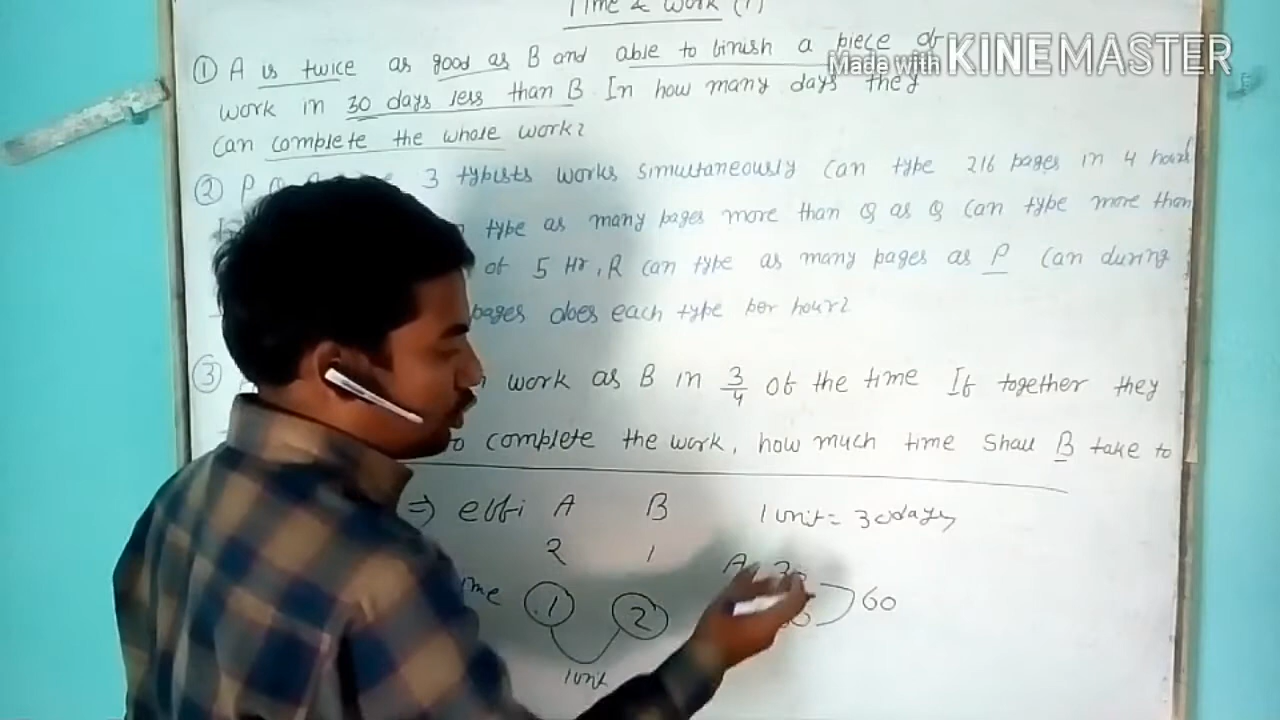 Time & Work (1)
Made with KINEMASTER
① A is twice as good as B and able to finish a piece of
work in 30 days less than B. In how many days they
can complete the whole work?
② P 3 typists works simultaneously can type 216 pages in 4 hours
type as many pages more than Q as Q can type more than
of 5 Hr, R can type as many pages as P can during
pages does each type per hour?
③ work as B in 3/4 of the time If together they
to complete the work, how much time shall B take to
⇒ effi A B 1 unit = 30 days
2 1
A 30
me 1 2 60
1 unit